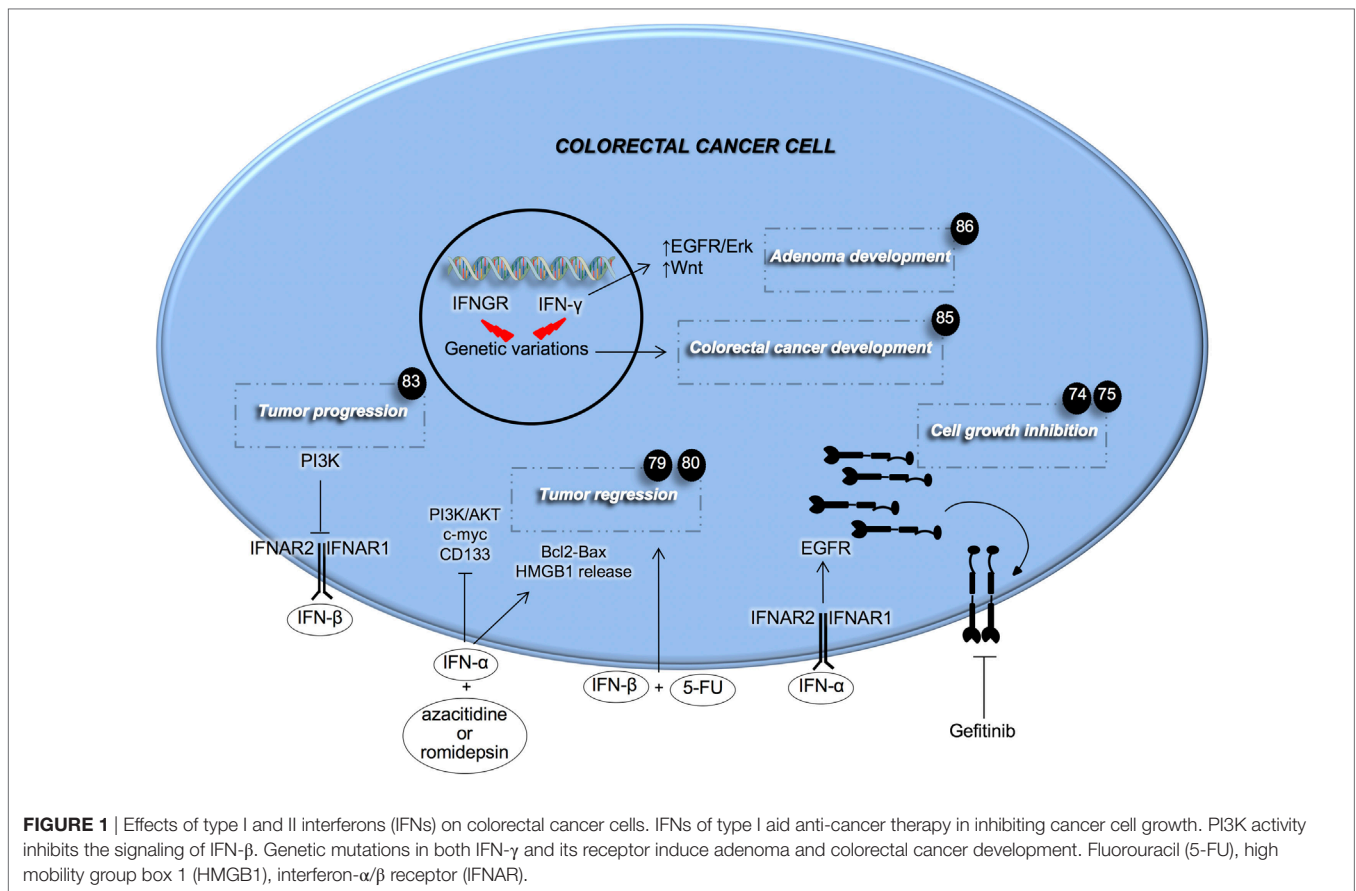 COLORECTAL CANCER CELL
86
↑EGFR/Erk
↑Wnt
Adenoma development
IFNGR
IFN-γ
85
Genetic variations
Colorectal cancer development
83
Tumor progression
74
75
Cell growth inhibition
PI3K
79
80
Tumor regression
PI3K/AKT
c-myc
CD133
Bcl2-Bax
HMGB1 release
IFNAR2
IFNAR1
IFN-β
EGFR
IFNAR2
IFNAR1
IFN-α
+
azacitidine
or
romidepsin
IFN-β + 5-FU
IFN-α
Gefitinib
FIGURE 1 | Effects of type I and II interferons (IFNs) on colorectal cancer cells. IFNs of type I aid anti-cancer therapy in inhibiting cancer cell growth. PI3K activity
inhibits the signaling of IFN-β. Genetic mutations in both IFN-γ and its receptor induce adenoma and colorectal cancer development. Fluorouracil (5-FU), high
mobility group box 1 (HMGB1), interferon-α/β receptor (IFNAR).